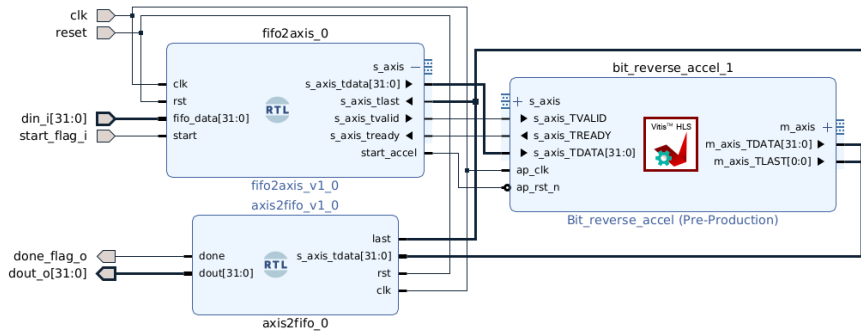 clk
reset
din_i[31:0]
start_flag_i
done_flag_o
dout_o[31:0]
fifo2axis_0
s_axis
clk
rst
fifo_data[31:0]
start
RTL
s_axis_tdata[31:0]
s_axis_tlast
s_axis_tvalid
s_axis_tready
start_accel
fifo2axis_v1_0
bit_reverse_accel_1
s_axis
s_axis_TVALID
s_axis_TREADY
s_axis_TDATA[31:0]
ap_clk
ap_rst_n
Vitis™ HLS
m_axis
m_axis_TDATA[31:0]
m_axis_TLAST[0:0]
Bit_reverse_accel (Pre-Production)
axis2fifo_v1_0
done
dout[31:0]
RTL
last
s_axis_tdata[31:0]
rst
clk
axis2fifo_0